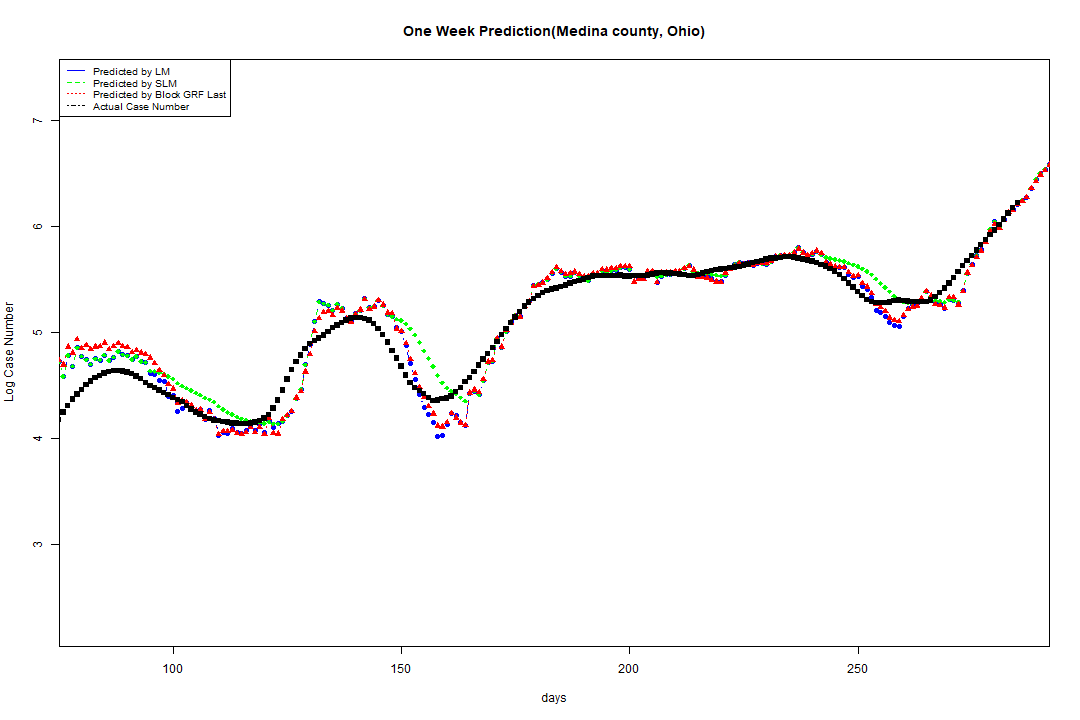 One Week Prediction(Medina county, Ohio)
Predicted by LM
Predicted by SLM
Predicted by Block GRF Last
Actual Case Number
Log Case Number
7
6
5
4
3
100 150 200 250
days